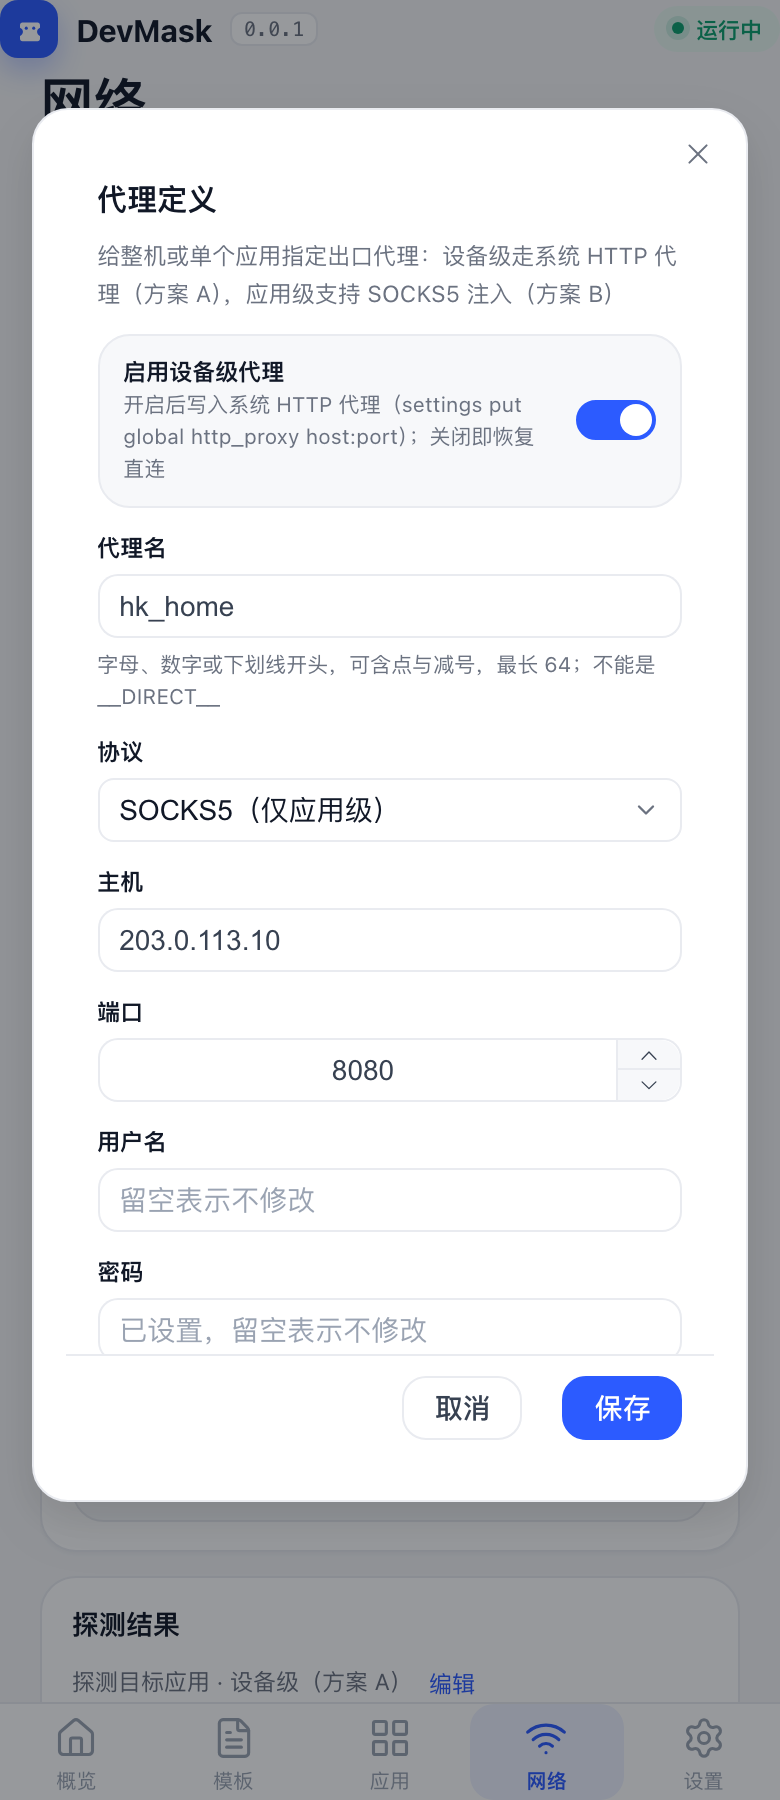 DevMask 0.0.1 运行中
网络
代理定义
给整机或单个应用指定出口代理：设备级走系统 HTTP 代
理（方案 A），应用级支持 SOCKS5 注入（方案 B）
启用设备级代理
开启后写入系统 HTTP 代理（settings put
global http_proxy host:port）；关闭即恢复
直连
代理名
hk_home
字母、数字或下划线开头，可含点与减号，最长 64；不能是
__DIRECT__
协议
SOCKS5（仅应用级）
主机
203.0.113.10
端口
8080
用户名
留空表示不修改
密码
已设置，留空表示不修改
取消 保存
探测结果
探测目标应用 · 设备级（方案 A） 编辑
概览 模板 应用 网络 设置